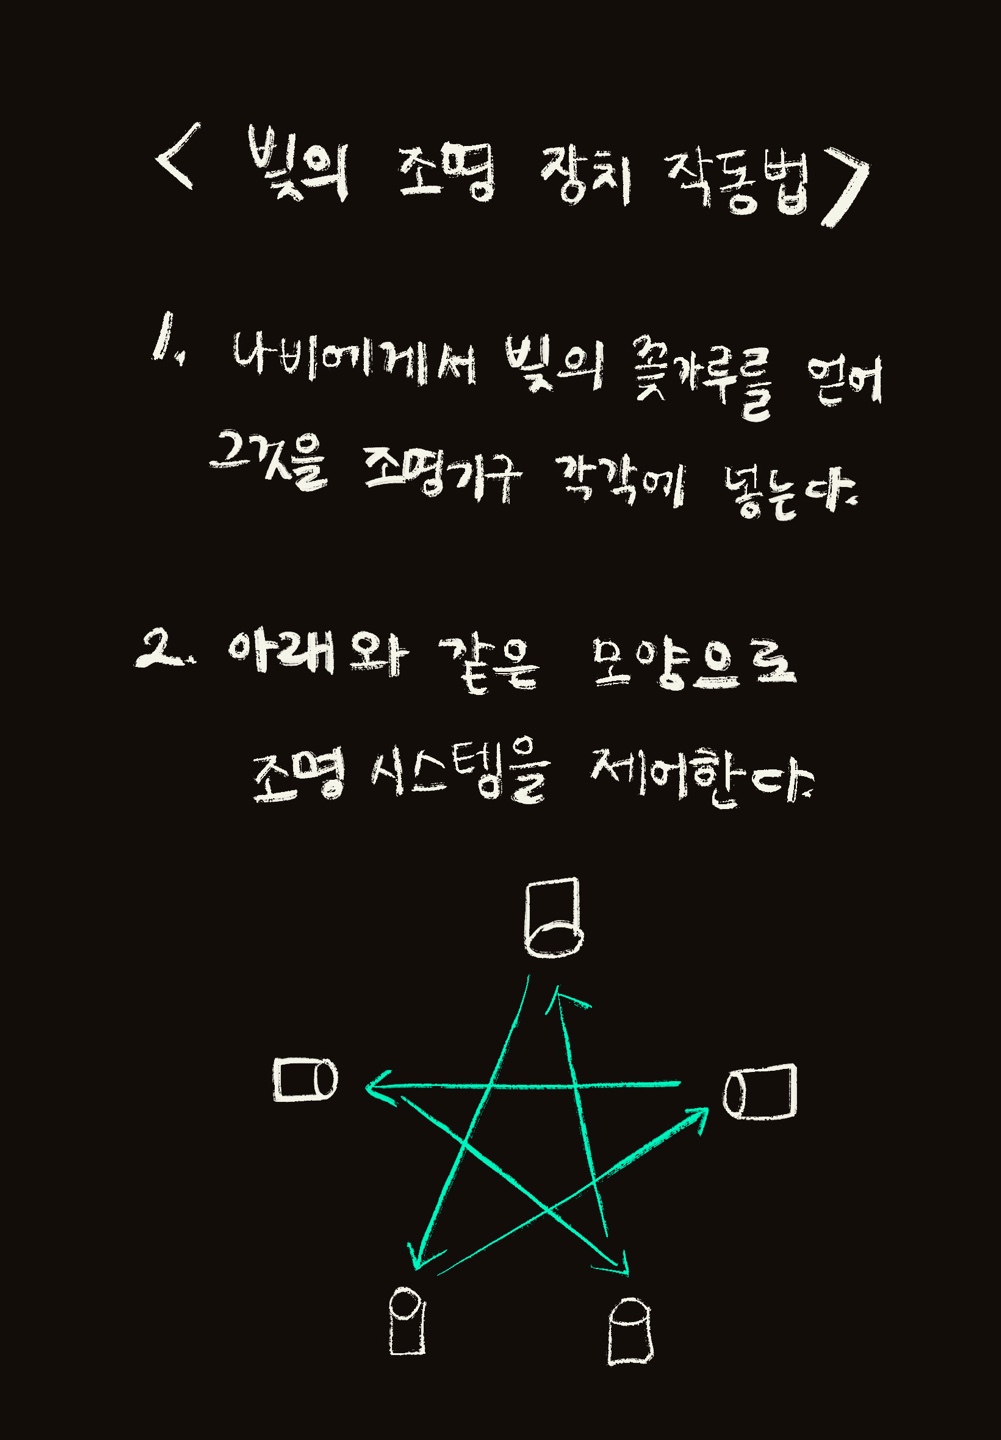 < 빛의 조명 장치 작동법>
1. 나비에게서 빛의 꽃가루를 얻어
그것을 조명기구 각각에 넣는다.
2. 아래와 같은 모양으로
조명 시스템을 제어한다.